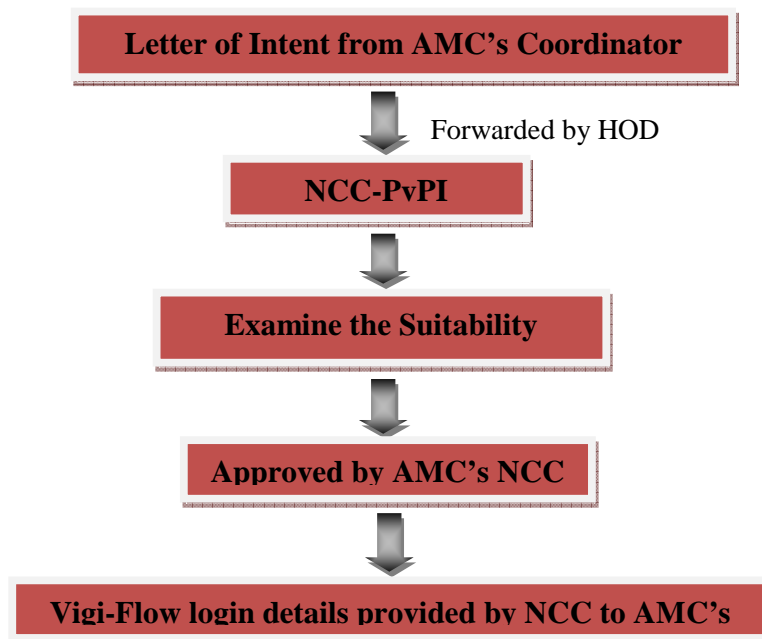 Letter of Intent from AMC’s Coordinator
Forwarded by HOD
NCC-PvPI
Examine the Suitability
Approved by AMC’s NCC
Vigi-Flow login details provided by NCC to AMC’s